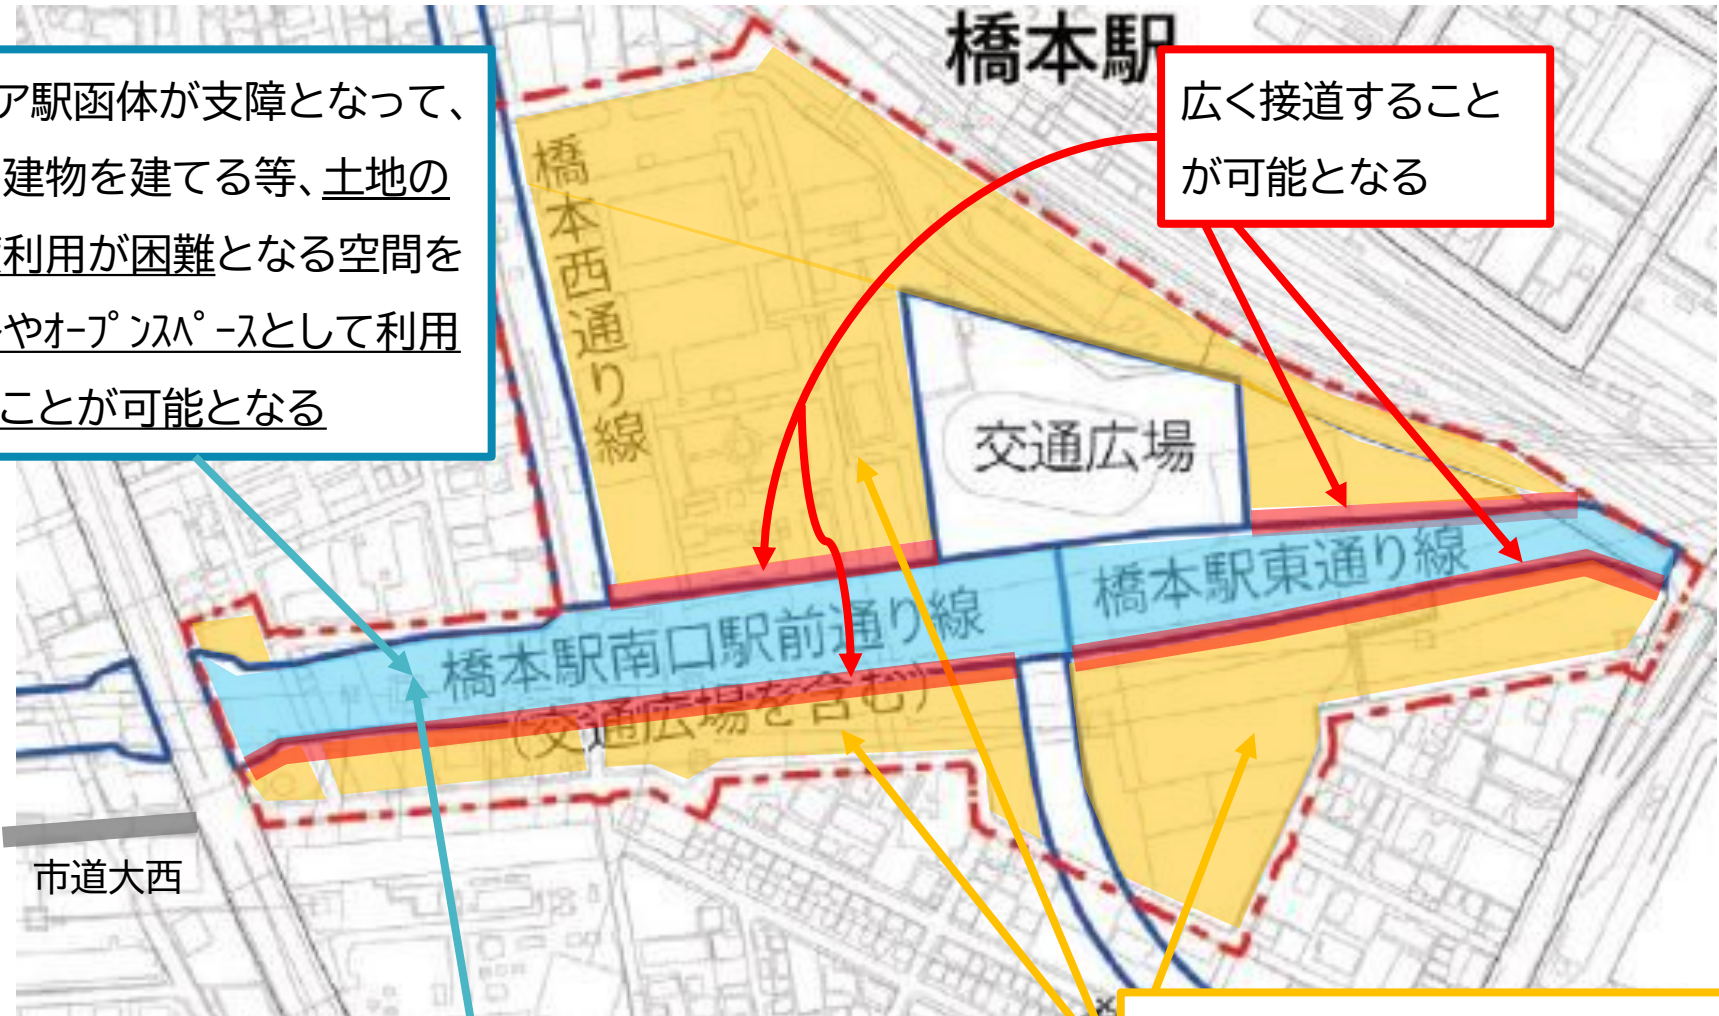 橋本駅
ア駅函体が支障となって、
建物を建てる等、土地の
利用が困難となる空間を
やｵｰﾌﾟﾝｽﾍﾟｰｽとして利用
ことが可能となる
広く接道すること
が可能となる
橋本西通り線
交通広場
橋本駅東通り線
橋本駅南口駅前通り線
(交通広場を含む)
市道大西